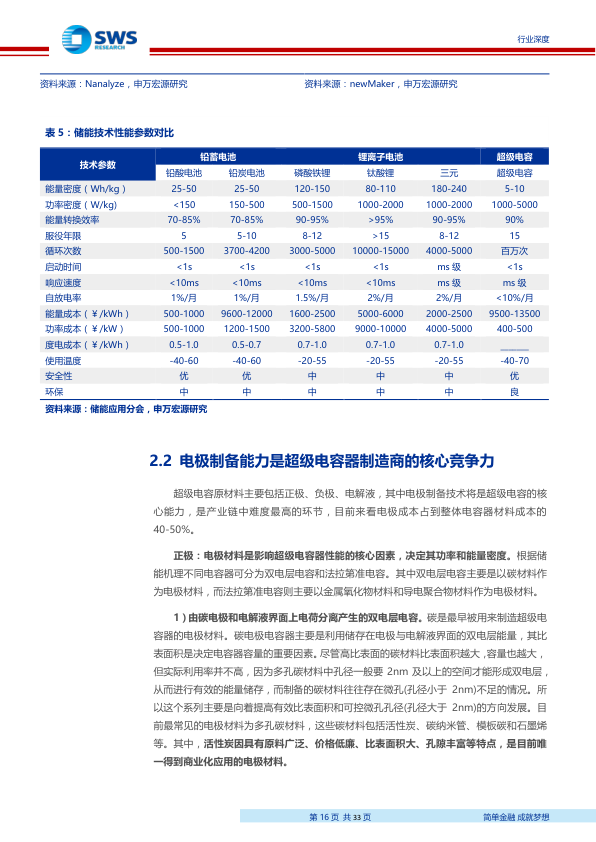 SWS
RESEARCH
行业深度
资料来源：Nanalyze，申万宏源研究 资料来源：newMaker，申万宏源研究
表 5：储能技术性能参数对比
技术参数 铅蓄电池 锂离子电池 超级电容
铅酸电池 铅炭电池 磷酸铁锂 钛酸锂 三元 超级电容
能量密度（Wh/kg） 25-50 25-50 120-150 80-110 180-240 5-10
功率密度（W/kg) <150 150-500 500-1500 1000-2000 1000-2000 1000-5000
能量转换效率 70-85% 70-85% 90-95% >95% 90-95% 90%
服役年限 5 5-10 8-12 >15 8-12 15
循环次数 500-1500 3700-4200 3000-5000 10000-15000 4000-5000 百万次
启动时间 <1s <1s <1s <1s ms 级 <1s
响应速度 <10ms <10ms <10ms <10ms ms 级 ms 级
自放电率 1%/月 1%/月 1.5%/月 2%/月 2%/月 <10%/月
能量成本（￥/kWh） 500-1000 9600-12000 1600-2500 5000-6000 2000-2500 9500-13500
功率成本（￥/kW） 500-1000 1200-1500 3200-5800 9000-10000 4000-5000 400-500
度电成本（￥/kWh） 0.5-1.0 0.5-0.7 0.7-1.0 0.7-1.0 0.7-1.0 ______
使用温度 -40-60 -40-60 -20-55 -20-55 -20-55 -40-70
安全性 优 优 中 中 中 优
环保 中 中 中 中 中 良
资料来源：储能应用分会，申万宏源研究
2.2 电极制备能力是超级电容器制造商的核心竞争力
超级电容原材料主要包括正极、负极、电解液，其中电极制备技术将是超级电容的核
心能力，是产业链中难度最高的环节，目前来看电极成本占到整体电容器材料成本的
40-50%。
正极：电极材料是影响超级电容器性能的核心因素，决定其功率和能量密度。根据储
能机理不同电容器可分为双电层电容和法拉第准电容。其中双电层电容主要是以碳材料作
为电极材料，而法拉第准电容则主要以金属氧化物材料和导电聚合物材料作为电极材料。
1）由碳电极和电解液界面上电荷分离产生的双电层电容。碳是最早被用来制造超级电
容器的电极材料。碳电极电容器主要是利用储存在电极与电解液界面的双电层能量，其比
表面积是决定电容器容量的重要因素。尽管高比表面的碳材料比表面积越大，容量也越大，
但实际利用率并不高，因为多孔碳材料中孔径一般要 2nm 及以上的空间才能形成双电层，
从而进行有效的能量储存，而制备的碳材料往往存在微孔(孔径小于 2nm)不足的情况。所
以这个系列主要是向着提高有效比表面积和可控微孔孔径(孔径大于 2nm)的方向发展。目
前最常见的电极材料为多孔碳材料，这些碳材料包括活性炭、碳纳米管、模板碳和石墨烯
等。其中，活性炭因具有原料广泛、价格低廉、比表面积大、孔隙丰富等特点，是目前唯
一得到商业化应用的电极材料。
第 16 页 共 33 页 简单金融 成就梦想